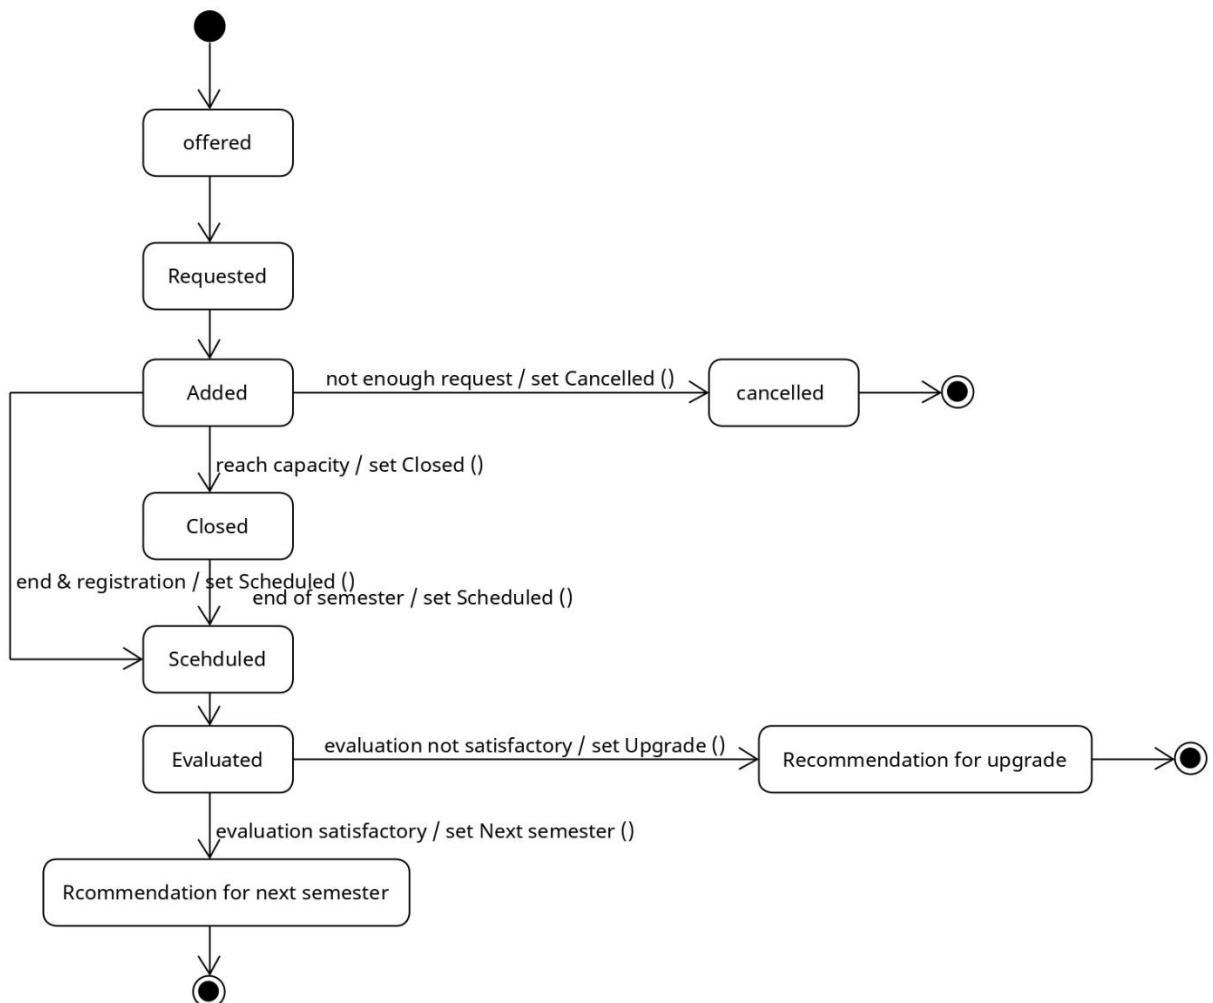 offered
Requested
Added
not enough request / set Cancelled ()
cancelled
reach capacity / set Closed ()
Closed
end & registration / set Scheduled ()
end of semester / set Scheduled ()
Scehduled
Evaluated
evaluation not satisfactory / set Upgrade ()
Recommendation for upgrade
evaluation satisfactory / set Next semester ()
Rcommendation for next semester